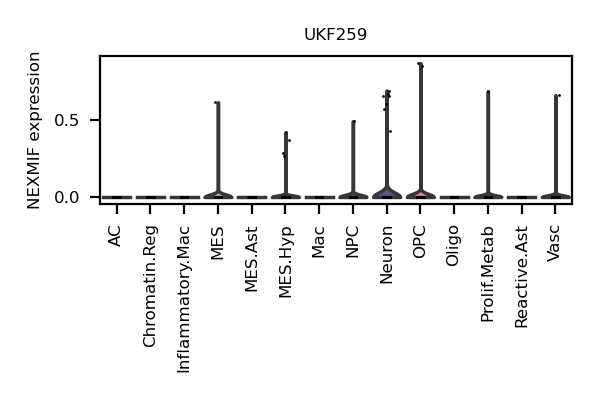 UKF259
NEXMIF expression
0.5
0.0
AC
Chromatin.Reg
Inflammatory.Mac
MES
MES.Ast
MES.Hyp
Mac
NPC
Neuron
OPC
Oligo
Prolif.Metab
Reactive.Ast
Vasc